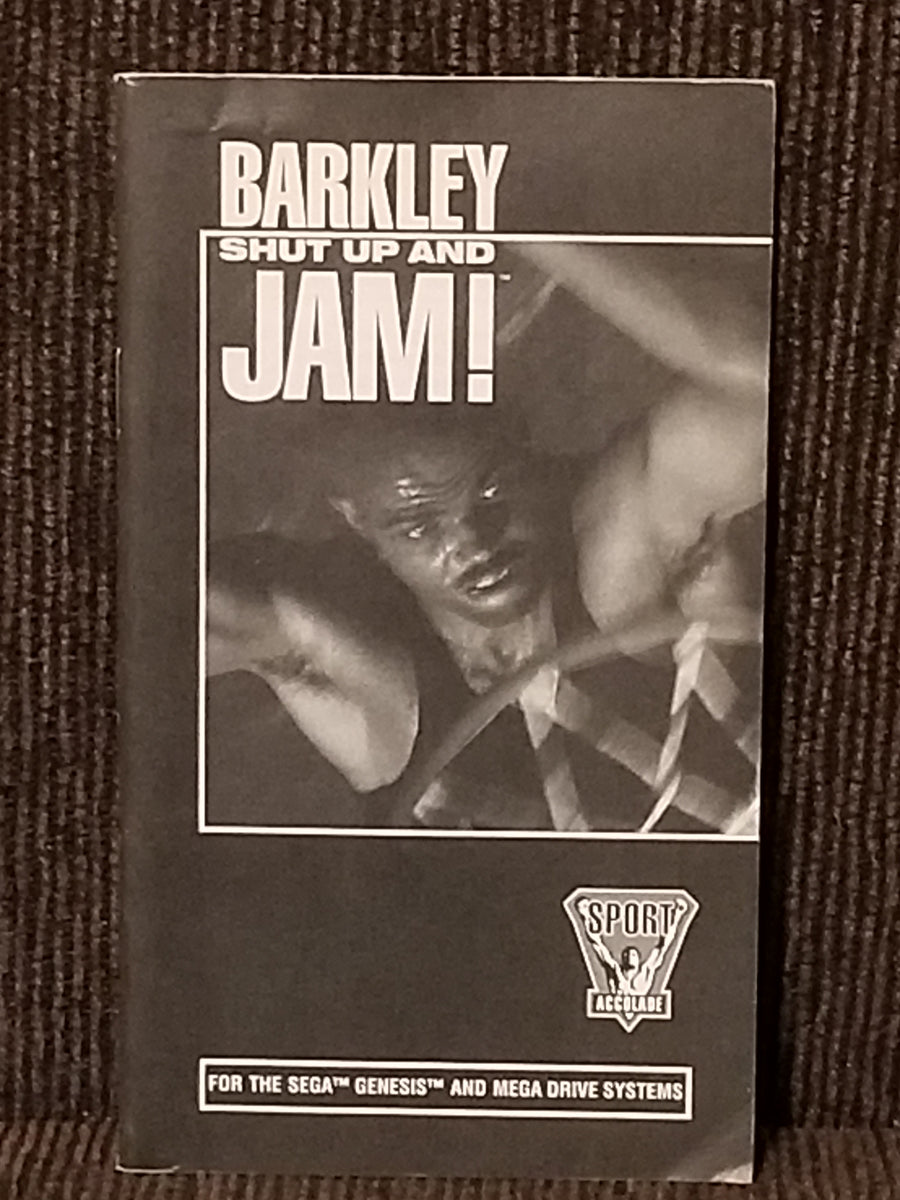 BARKLEY
SHUT UP AND
JAM!™
SPORT
ACCOLADE
FOR THE SEGA™ GENESIS™ AND MEGA DRIVE SYSTEMS